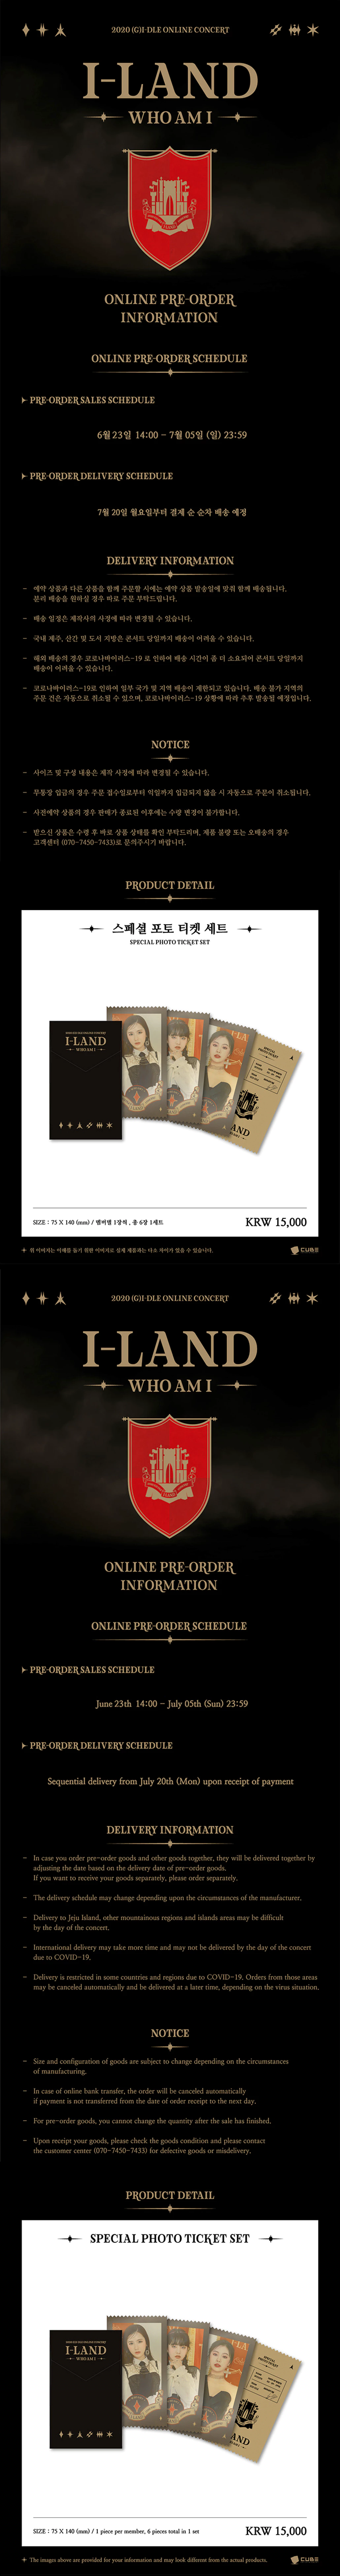 2020 (G)I-DLE ONLINE CONCERT
I-LAND
WHO AM I
ONLINE PRE-ORDER
INFORMATION
ONLINE PRE-ORDER SCHEDULE
PRE-ORDER SALES SCHEDULE
6월 23일 14:00 - 7월 05일 (일) 23:59
PRE-ORDER DELIVERY SCHEDULE
7월 20일 월요일부터 결제 순 순차 배송 예정
DELIVERY INFORMATION
- 예약 상품과 다른 상품을 함께 주문할 시에는 예약 상품 발송일에 맞춰 함께 배송됩니다.
분리 배송을 원하실 경우 따로 주문 부탁드립니다.
- 배송 일정은 제작사의 사정에 따라 변경될 수 있습니다.
- 국내 제주, 산간 및 도서 지방은 콘서트 당일까지 배송이 어려울 수 있습니다.
- 해외 배송의 경우 코로나바이러스-19 로 인하여 배송 시간이 좀 더 소요되어 콘서트 당일까지
배송이 어려울 수 있습니다.
- 코로나바이러스-19로 인하여 일부 국가 및 지역 배송이 제한되고 있습니다. 배송 불가 지역의
주문 건은 자동으로 취소될 수 있으며, 코로나바이러스-19 상황에 따라 추후 발송될 예정입니다.
NOTICE
- 사이즈 및 구성 내용은 제작 사정에 따라 변경될 수 있습니다.
- 무통장 입금의 경우 주문 접수일로부터 익일까지 입금되지 않을 시 자동으로 주문이 취소됩니다.
- 사전예약 상품의 경우 판매가 종료된 이후에는 수량 변경이 불가합니다.
- 받으신 상품은 수령 후 바로 상품 상태를 확인 부탁드리며, 제품 불량 또는 오배송의 경우
고객센터 (070-7450-7433)로 문의주시기 바랍니다.
PRODUCT DETAIL
스페셜 포토 티켓 세트
SPECIAL PHOTO TICKET SET
I-LAND
WHO AM I
SPECIAL
PHOTO TICKET
SIZE : 75 X 140 (mm) / 멤버별 1장씩 , 총 6장 1세트
KRW 15,000
+ 위 이미지는 이해를 돕기 위한 이미지로 실제 제품과는 다소 차이가 있을 수 있습니다.
CUBE
2020 (G)I-DLE ONLINE CONCERT
I-LAND
WHO AM I
ONLINE PRE-ORDER
INFORMATION
ONLINE PRE-ORDER SCHEDULE
PRE-ORDER SALES SCHEDULE
June 23th 14:00 - July 05th (Sun) 23:59
PRE-ORDER DELIVERY SCHEDULE
Sequential delivery from July 20th (Mon) upon receipt of payment
DELIVERY INFORMATION
- In case you order pre-order goods and other goods together, they will be delivered together by
adjusting the date based on the delivery date of pre-order goods.
If you want to receive your goods separately, please order separately.
- The delivery schedule may change depending upon the circumstances of the manufacturer.
- Delivery to Jeju Island, other mountainous regions and islands areas may be difficult
by the day of the concert.
- International delivery may take more time and may not be delivered by the day of the concert
due to COVID-19.
- Delivery is restricted in some countries and regions due to COVID-19. Orders from those areas
may be canceled automatically and be delivered at a later time, depending on the virus situation.
NOTICE
- Size and configuration of goods are subject to change depending on the circumstances
of manufacturing.
- In case of online bank transfer, the order will be canceled automatically
if payment is not transferred from the date of order receipt to the next day.
- For pre-order goods, you cannot change the quantity after the sale has finished.
- Upon receipt your goods, please check the goods condition and please contact
the customer center (070-7450-7433) for defective goods or misdelivery.
PRODUCT DETAIL
SPECIAL PHOTO TICKET SET
I-LAND
WHO AM I
SPECIAL
PHOTO TICKET
SIZE : 75 X 140 (mm) / 1 piece per member, 6 pieces total in 1 set
KRW 15,000
+ The images above are provided for your information and may look different from the actual products.
CUBE